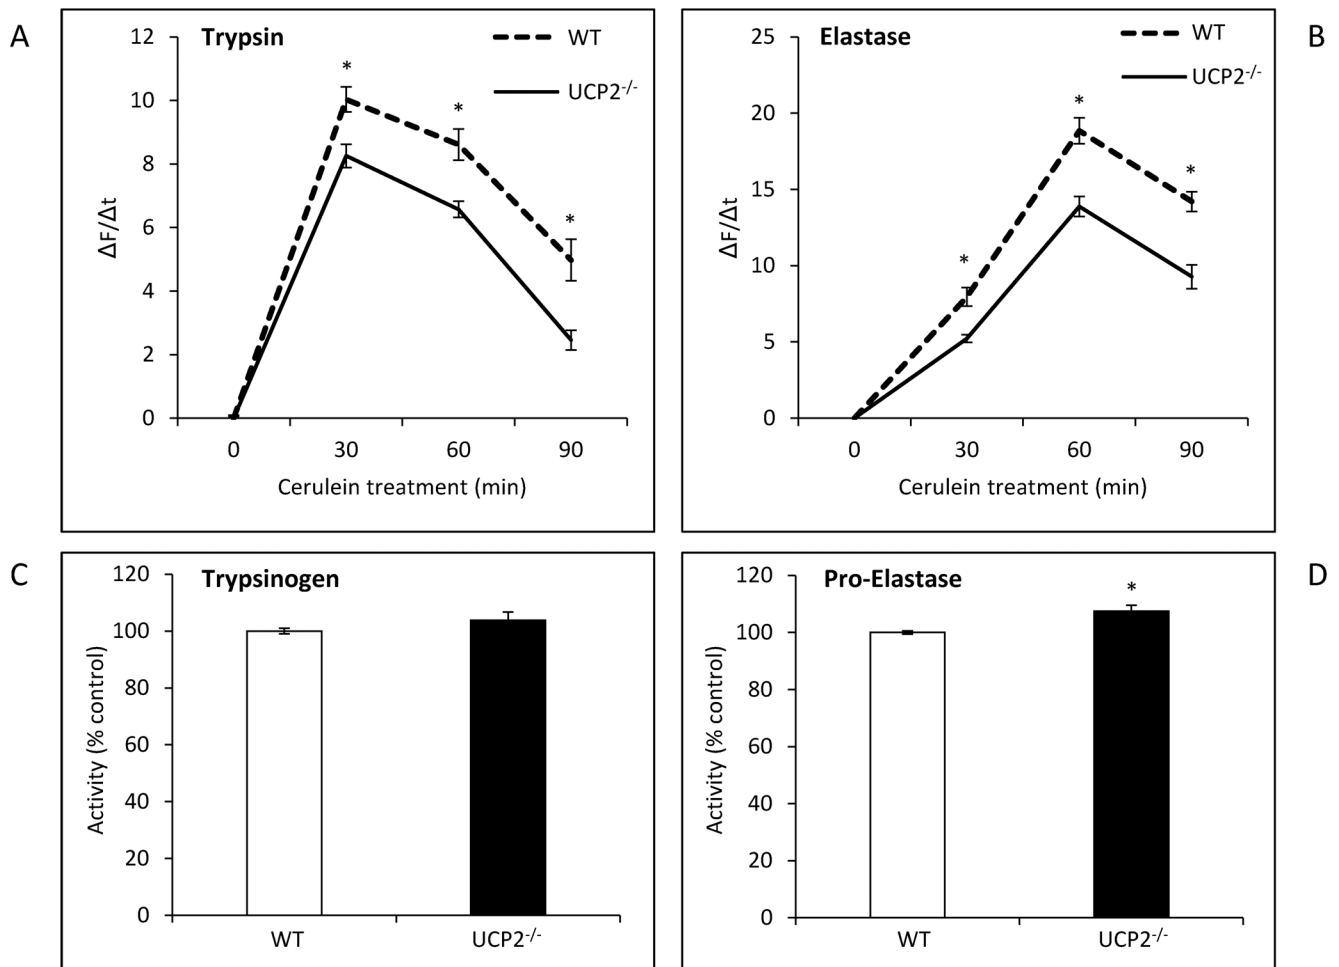 A
Trypsin
WT
UCP2-/-
12
10
8
6
4
2
0
ΔF/Δt
*
*
*
0 30 60 90
Cerulein treatment (min)
B
Elastase
WT
UCP2-/-
25
20
15
10
5
0
ΔF/Δt
*
*
*
0 30 60 90
Cerulein treatment (min)
C
Trypsinogen
120
100
80
60
40
20
0
Activity (% control)
WT UCP2-/-
D
Pro-Elastase
*
120
100
80
60
40
20
0
Activity (% control)
WT UCP2-/-